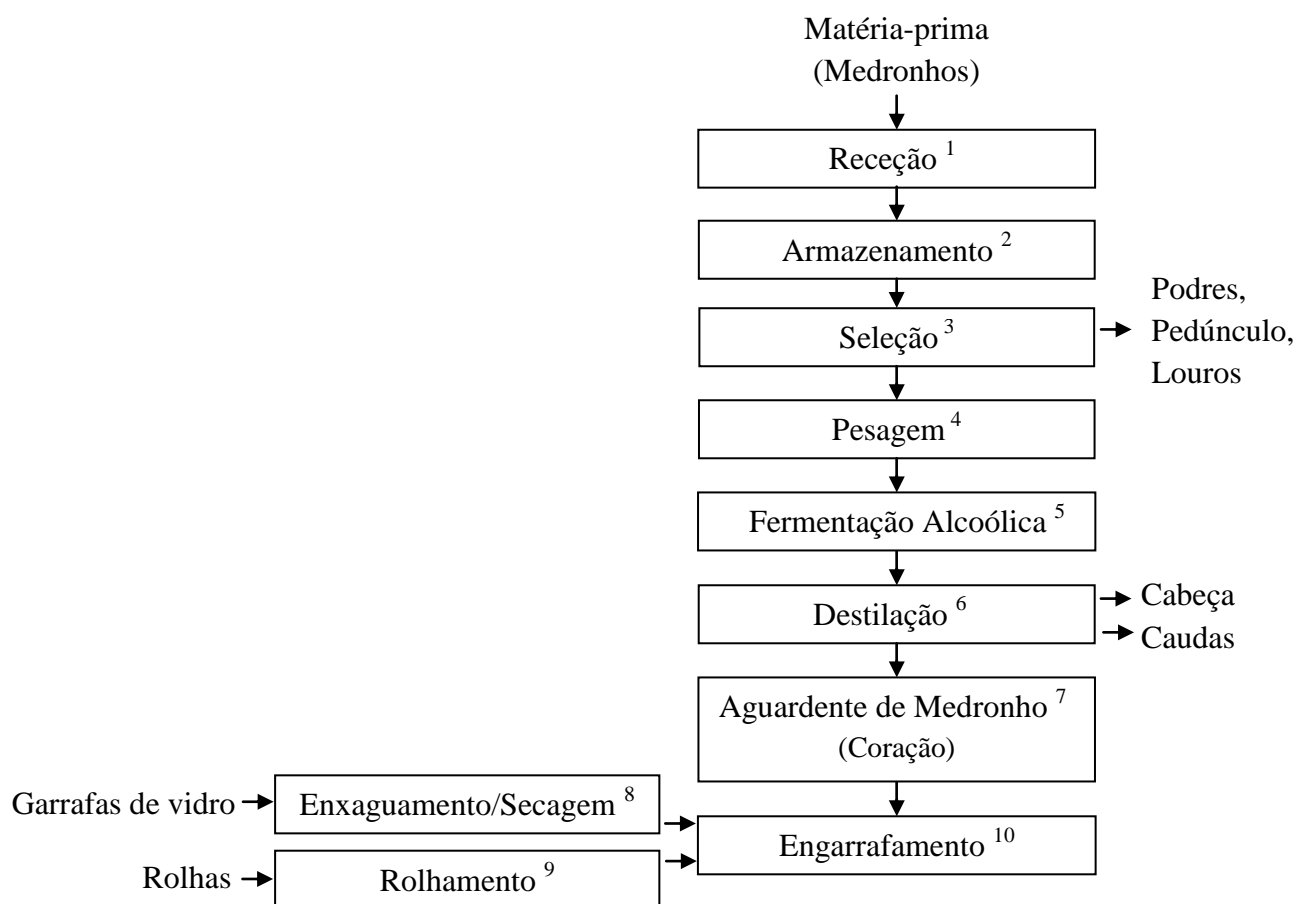 Matéria-prima
(Medronhos)
Receção 1
Armazenamento 2
Seleção 3
Podres,
Pedúnculo,
Louros
Pesagem 4
Fermentação Alcoólica 5
Destilação 6
Cabeça
Caudas
Aguardente de Medronho 7
(Coração)
Garrafas de vidro
Enxaguamento/Secagem 8
Engarrafamento 10
Rolhas
Rolhamento 9